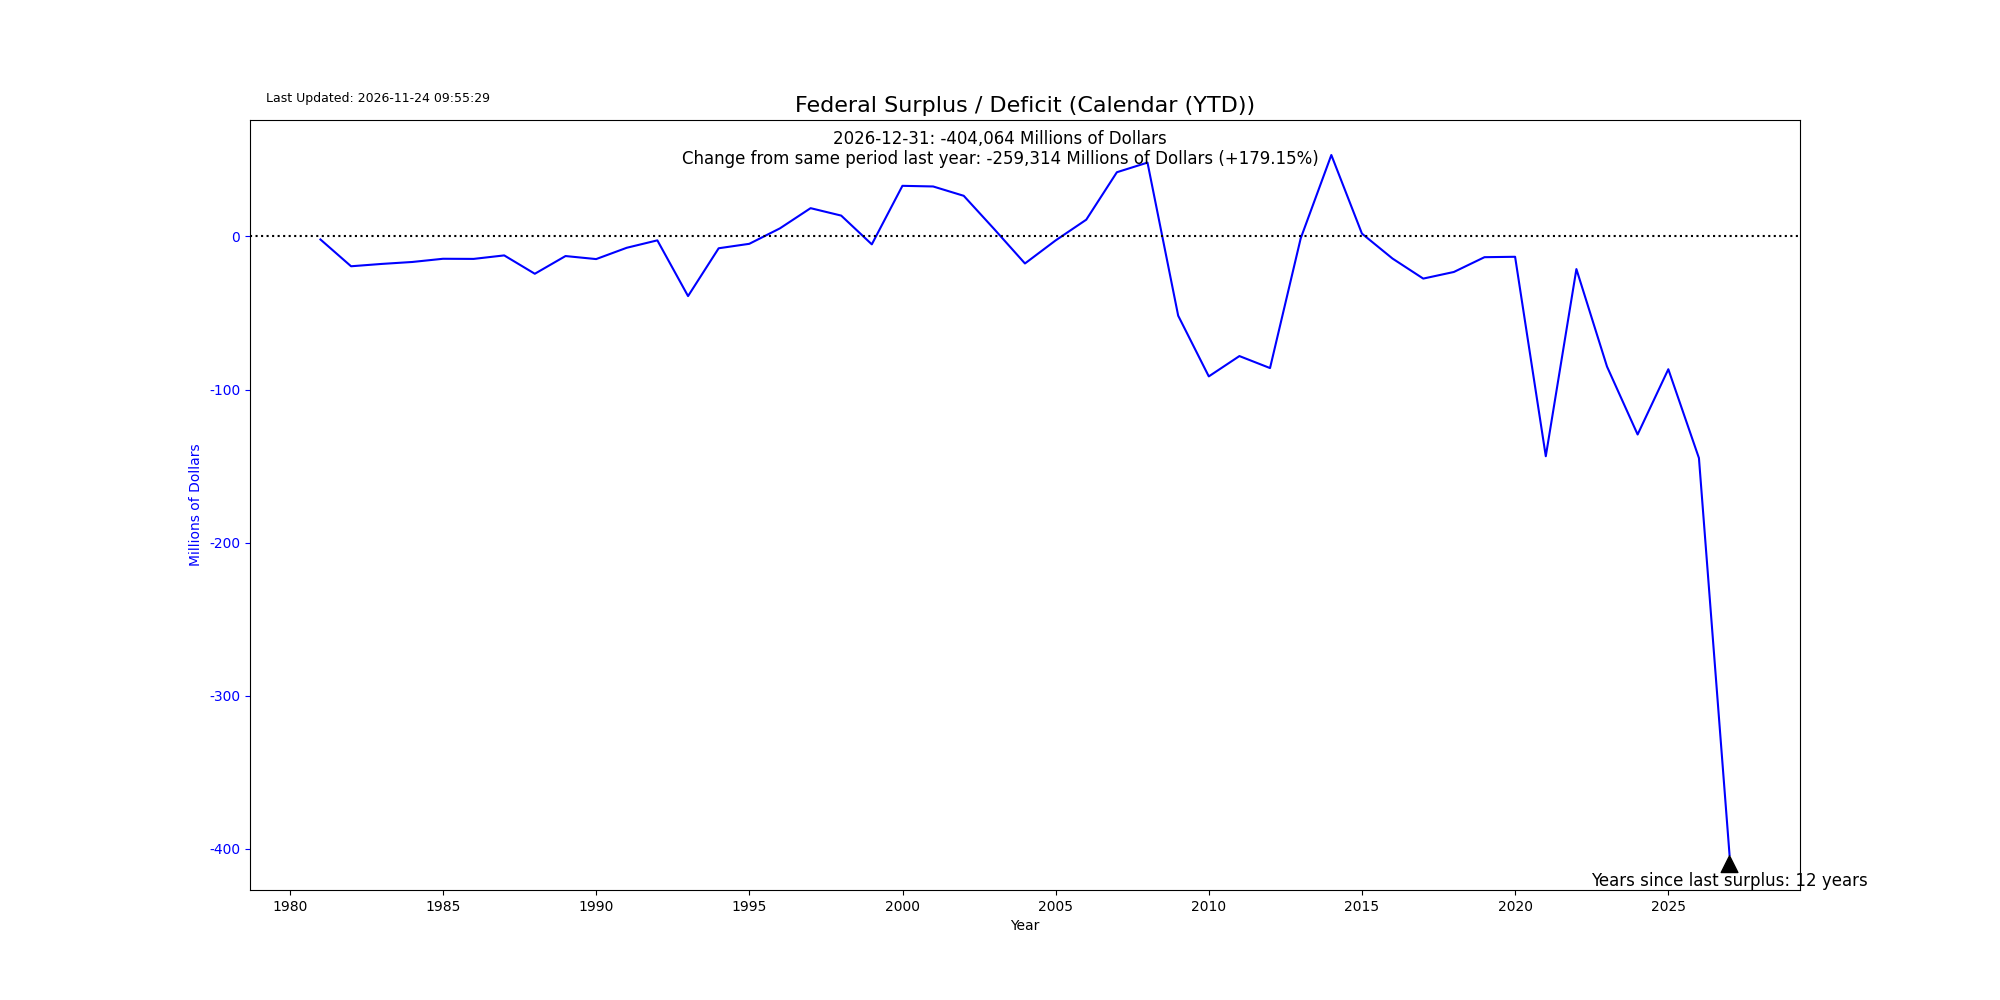 Last Updated: 2026-11-24 09:55:29
Federal Surplus / Deficit (Calendar (YTD))
2026-12-31: -404,064 Millions of Dollars
Change from same period last year: -259,314 Millions of Dollars (+179.15%)
0
-100
-200
-300
-400
Millions of Dollars
Years since last surplus: 12 years
1980 1985 1990 1995 2000 2005 2010 2015 2020 2025
Year